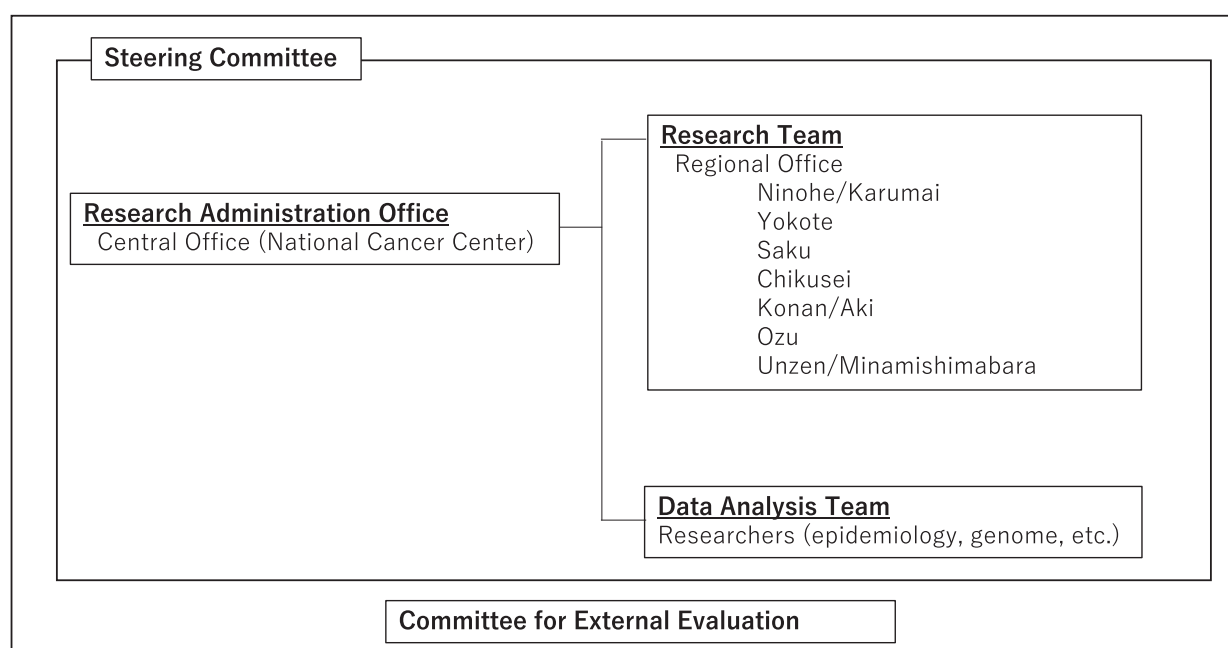 Steering Committee
Research Administration Office
Central Office (National Cancer Center)
Research Team
Regional Office
Ninohe/Karumai
Yokote
Saku
Chikusei
Konan/Aki
Ozu
Unzen/Minamishimabara
Data Analysis Team
Researchers (epidemiology, genome, etc.)
Committee for External Evaluation